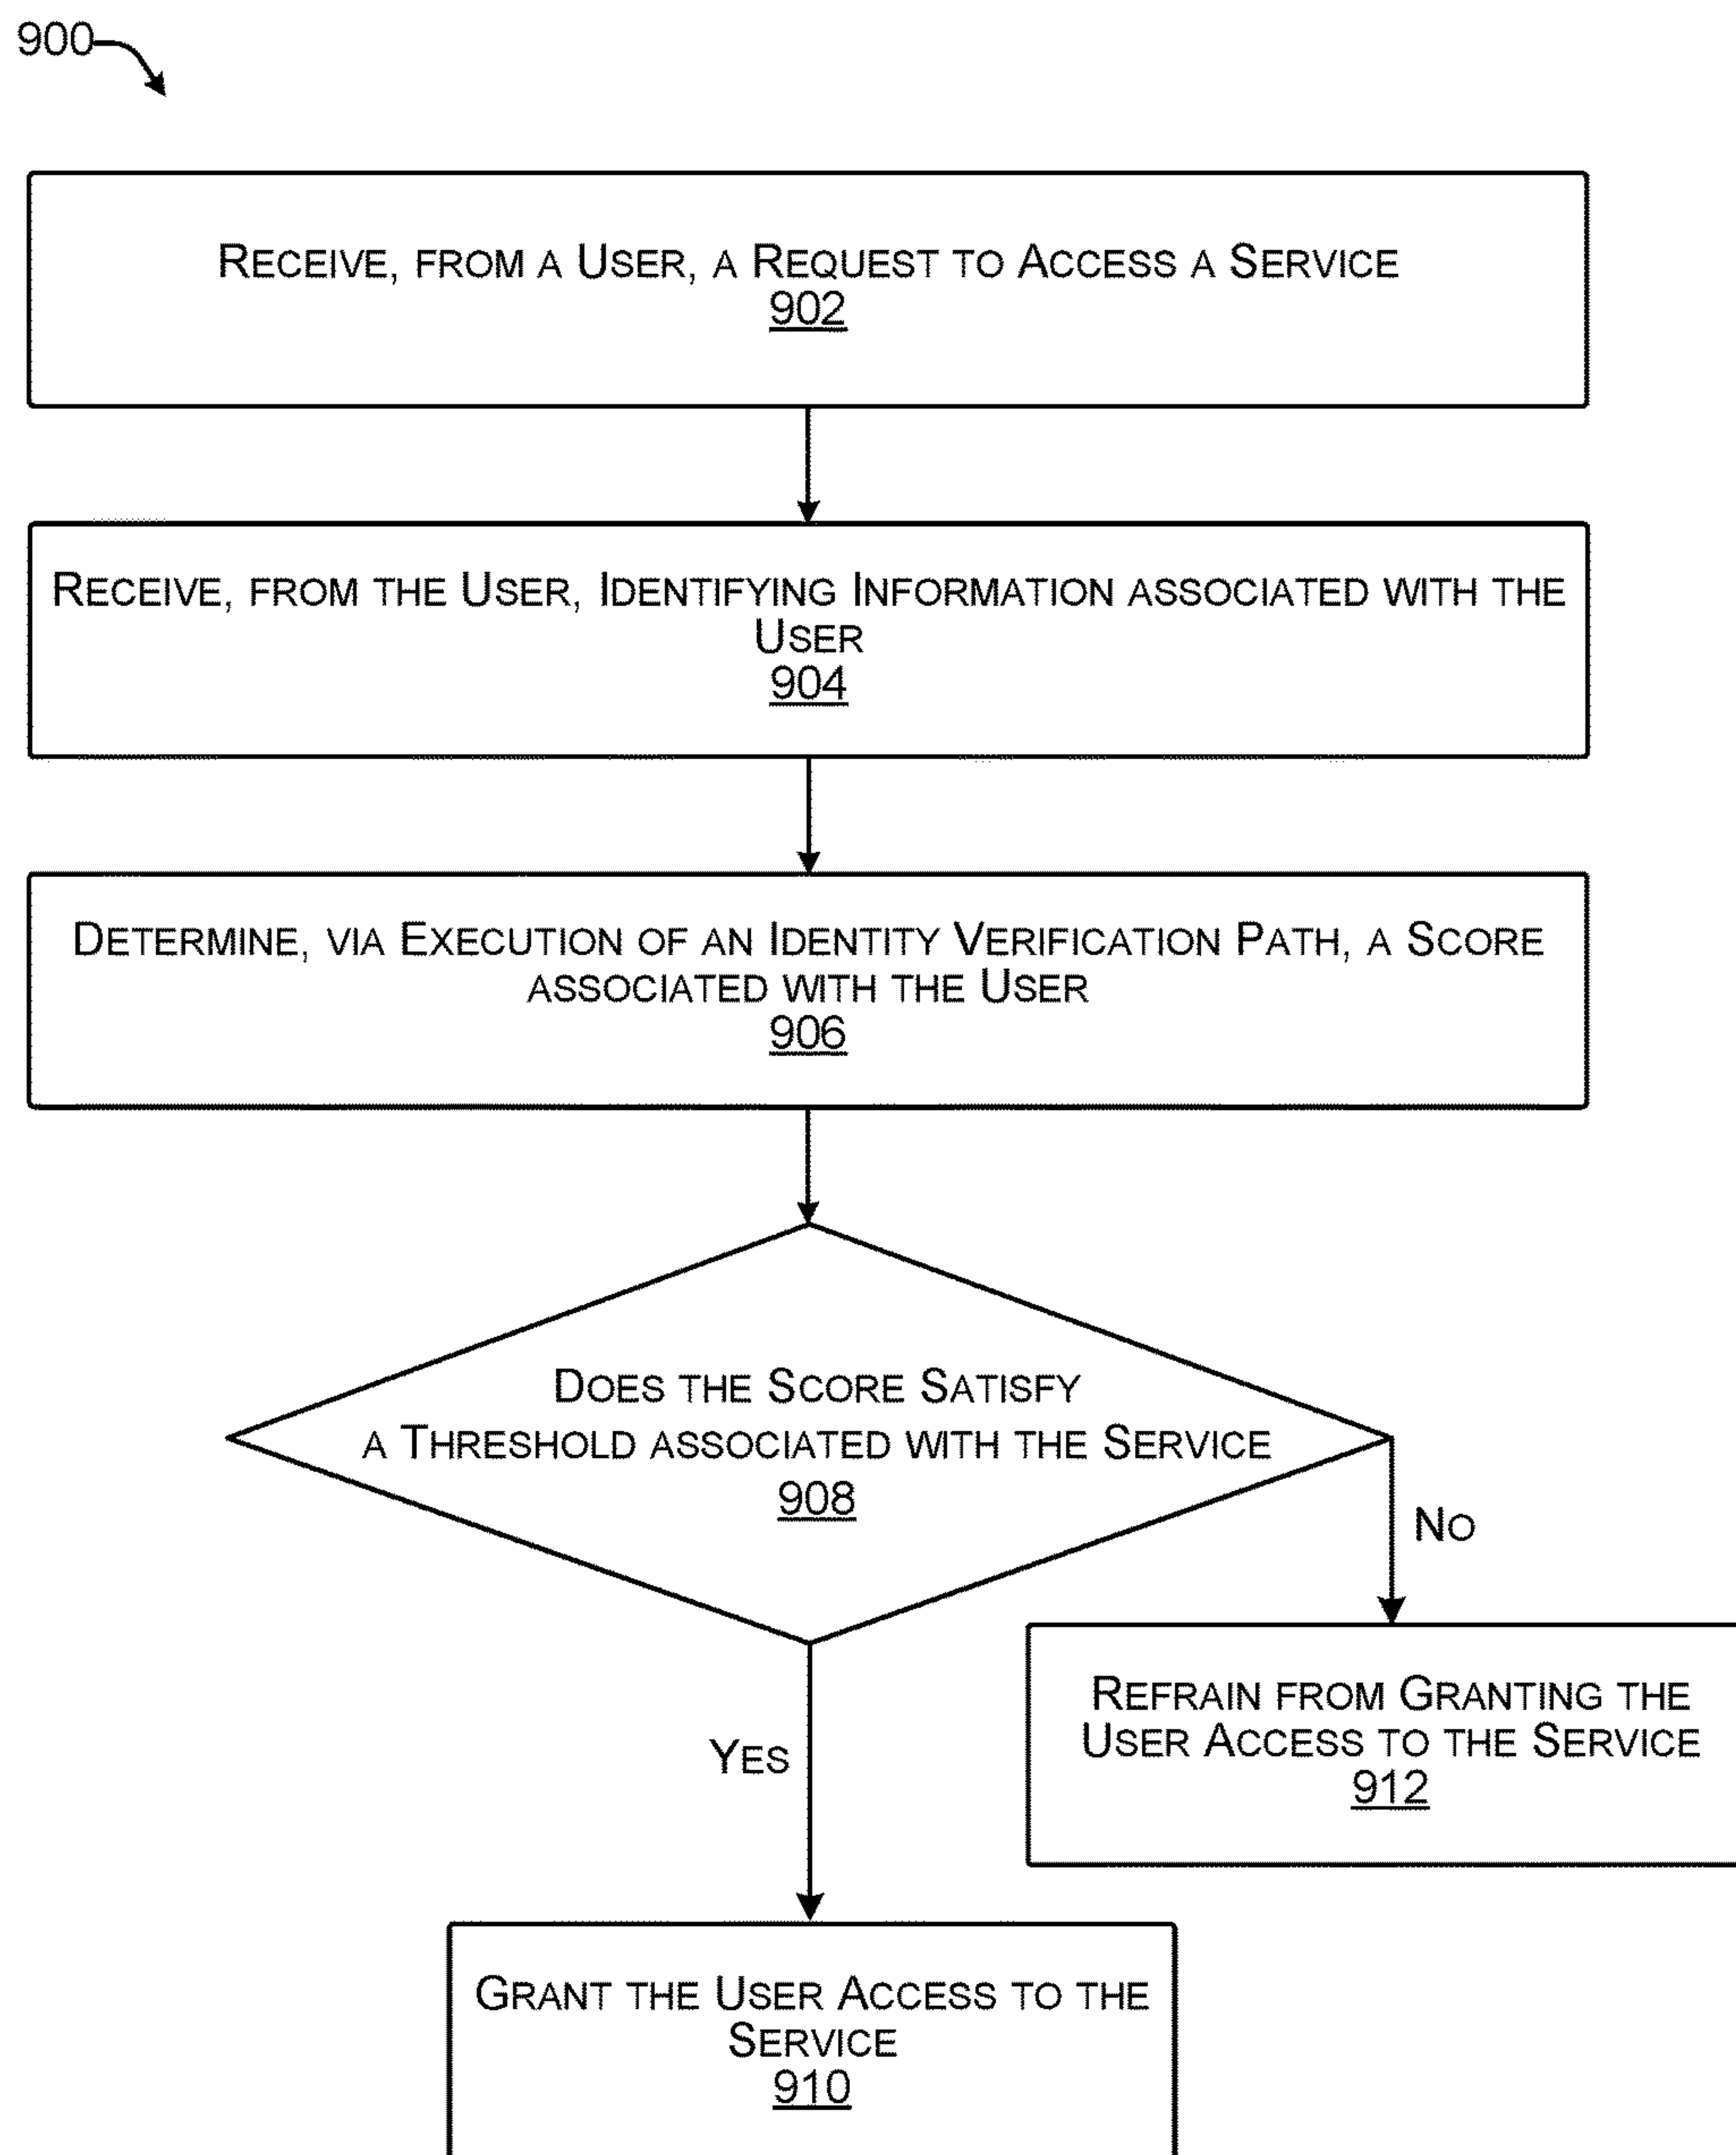 900
Receive, from a User, a Request to Access a Service
902
Receive, from the User, Identifying Information associated with the
User
904
Determine, via Execution of an Identity Verification Path, a Score
associated with the User
906
Does the Score Satisfy
a Threshold associated with the Service
908
No
Refrain from Granting the
User Access to the Service
912
Yes
Grant the User Access to the
Service
910